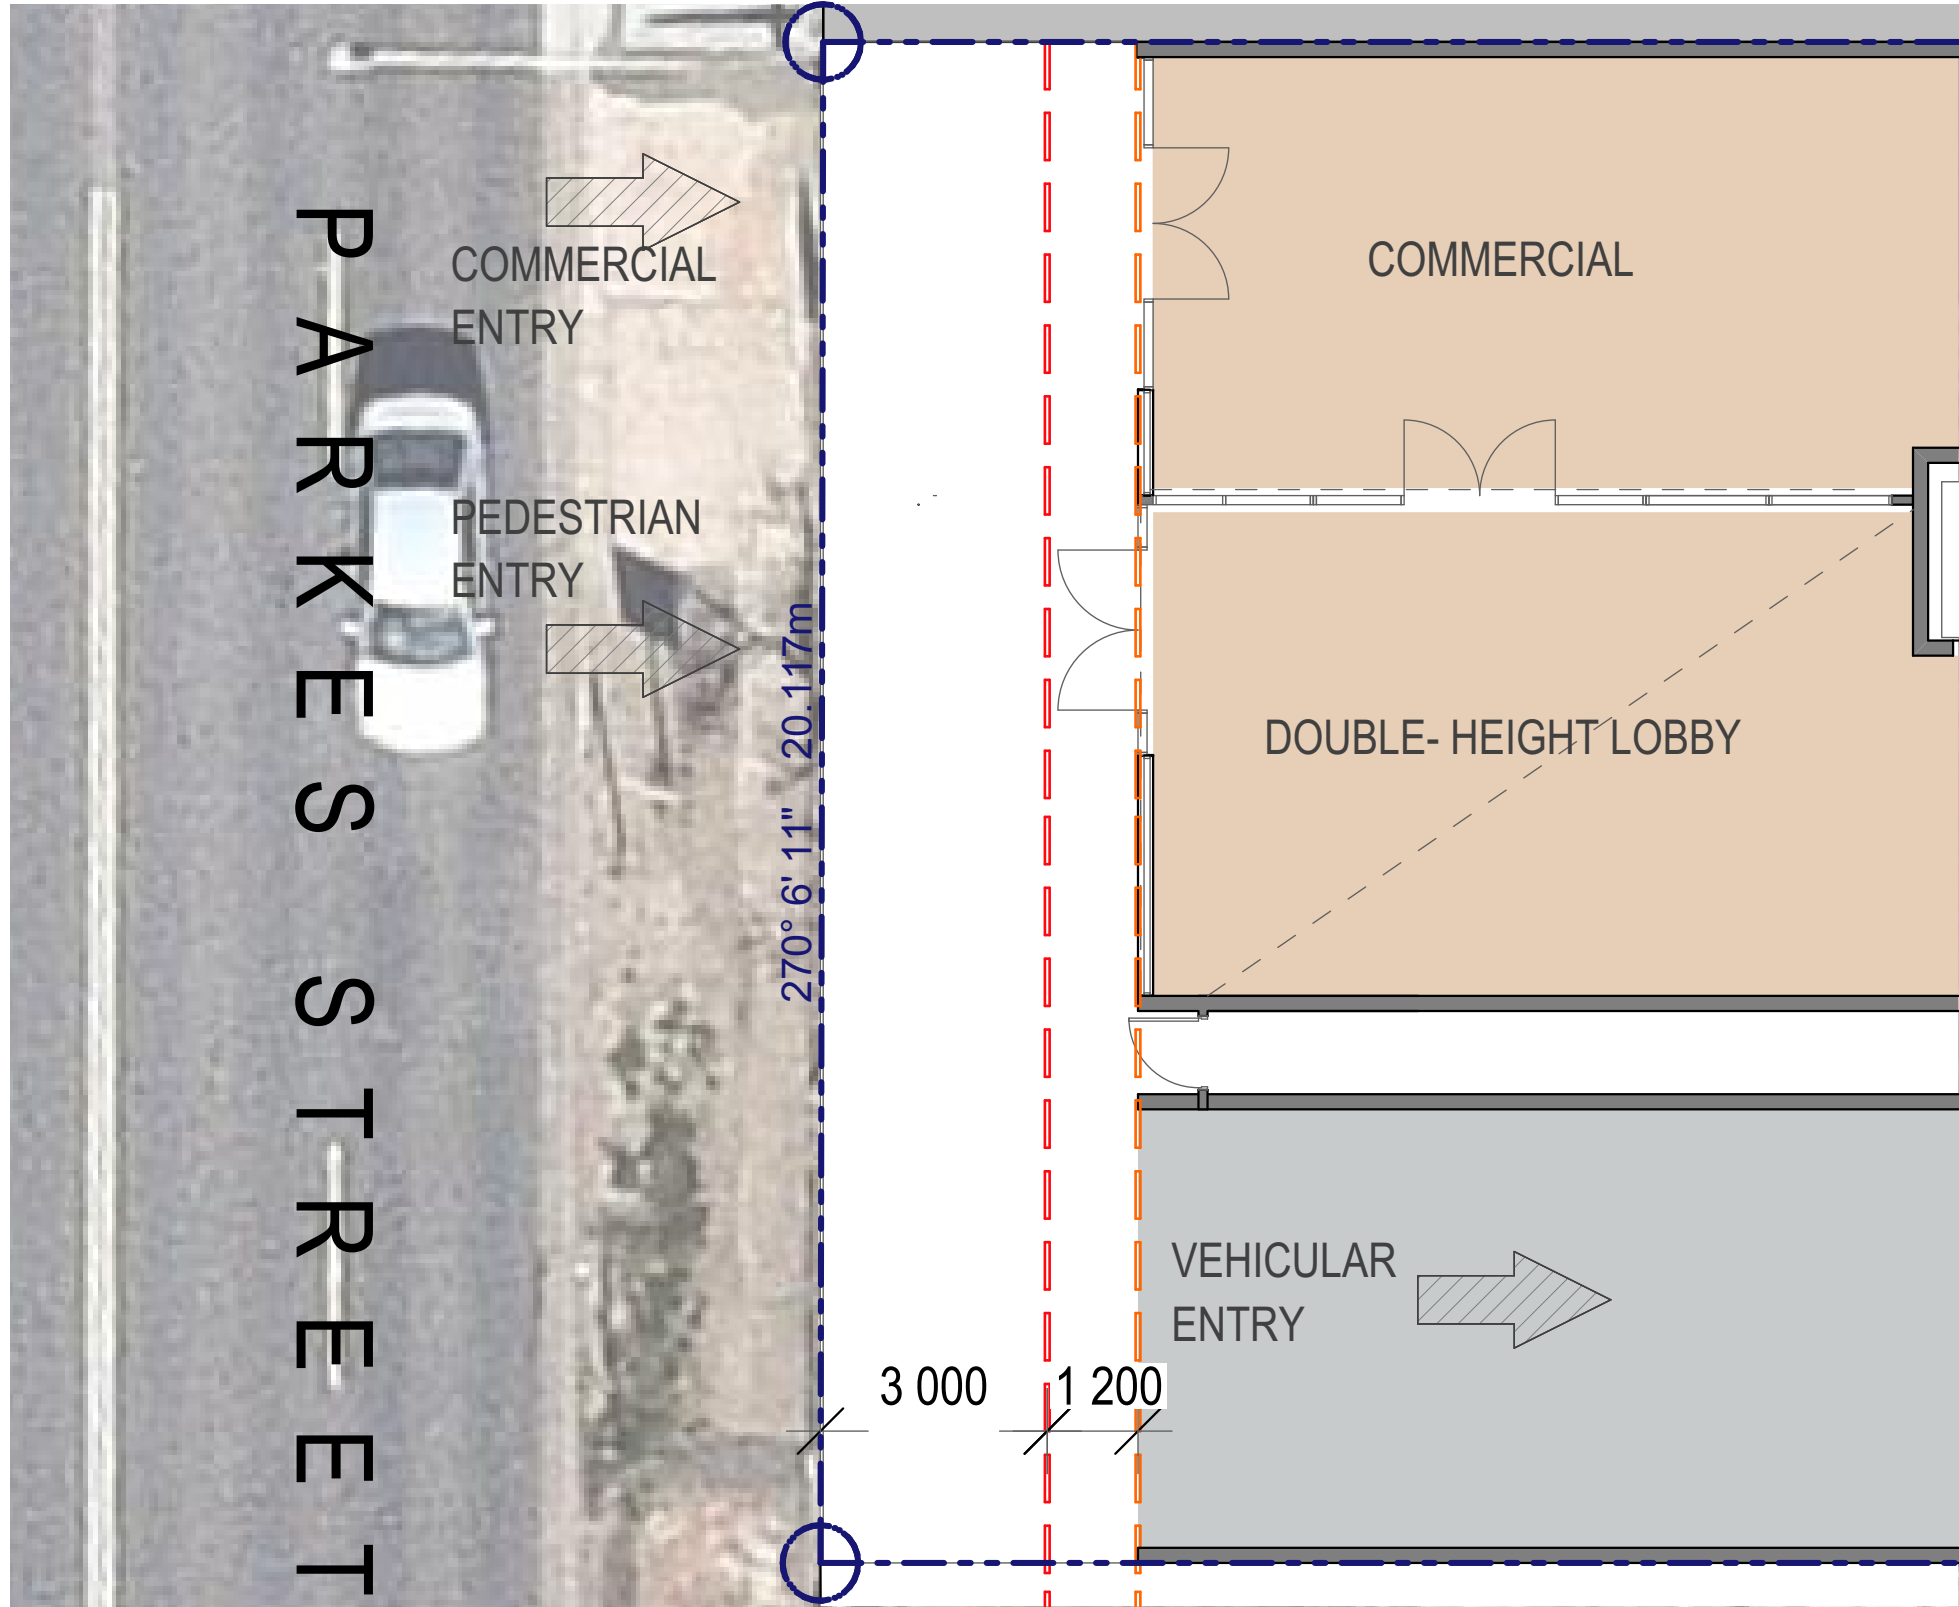 PARKES STREET
COMMERCIAL
ENTRY
PEDESTRIAN
ENTRY
270° 6' 11" 20.117m
COMMERCIAL
DOUBLE- HEIGHT LOBBY
VEHICULAR
ENTRY
3 000
1 200